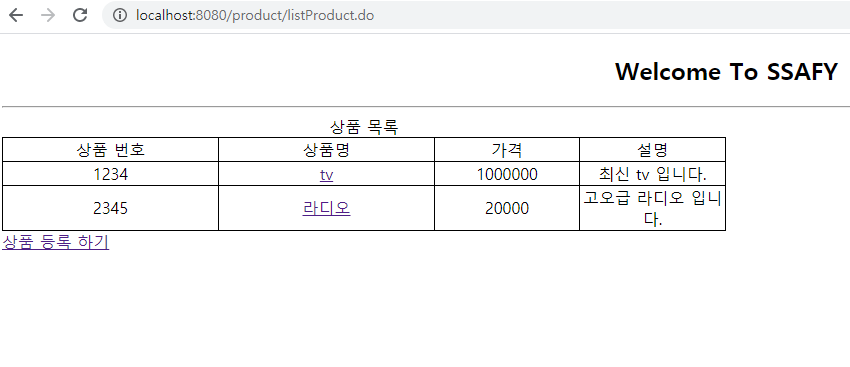 localhost:8080/product/listProduct.do
Welcome To SSAFY
상품 목록
상품 번호 상품명 가격 설명
1234 tv 1000000 최신 tv 입니다.
2345 라디오 20000 고오급 라디오 입니
다.
상품 등록 하기